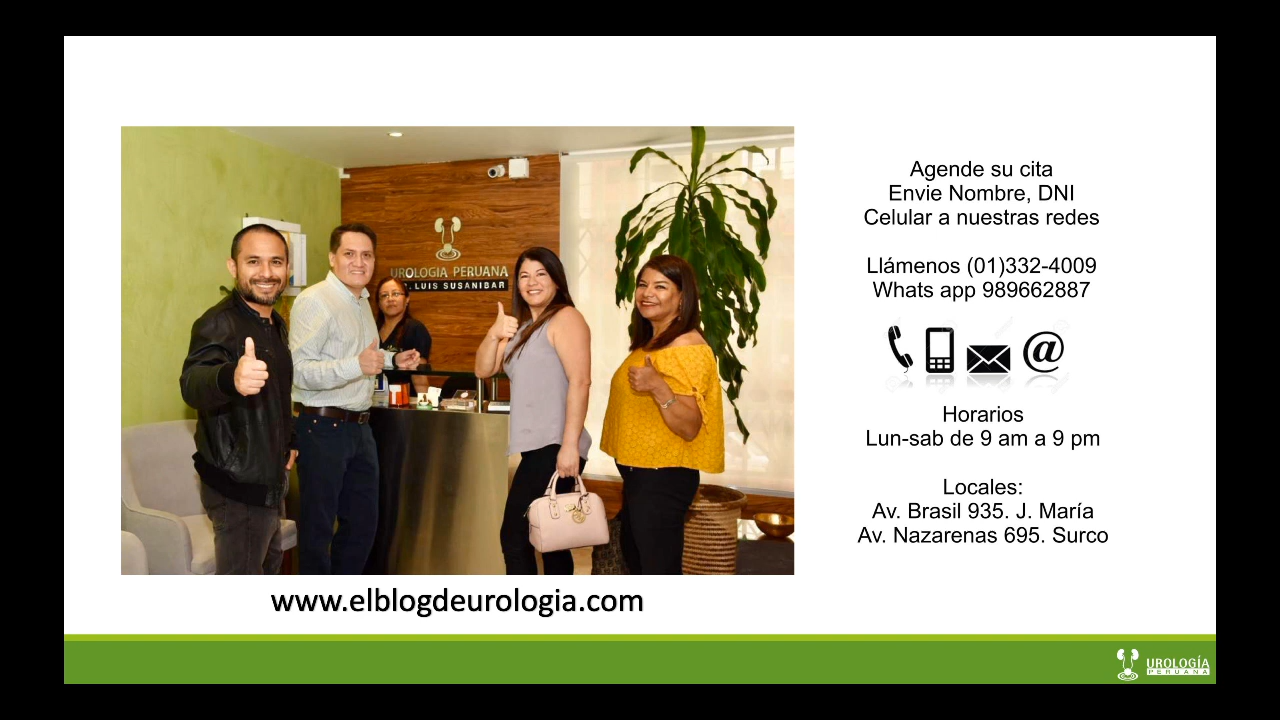 UROLOGIA PERUANA
LUIS SUSANIBAR
www.elblogdeurologia.com
Agende su cita
Envie Nombre, DNI
Celular a nuestras redes
Llámenos (01)332-4009
Whats app 989662887
@
Horarios
Lun-sab de 9 am a 9 pm
Locales:
Av. Brasil 935. J. María
Av. Nazarenas 695. Surco
UROLOGÍA
PERUANA